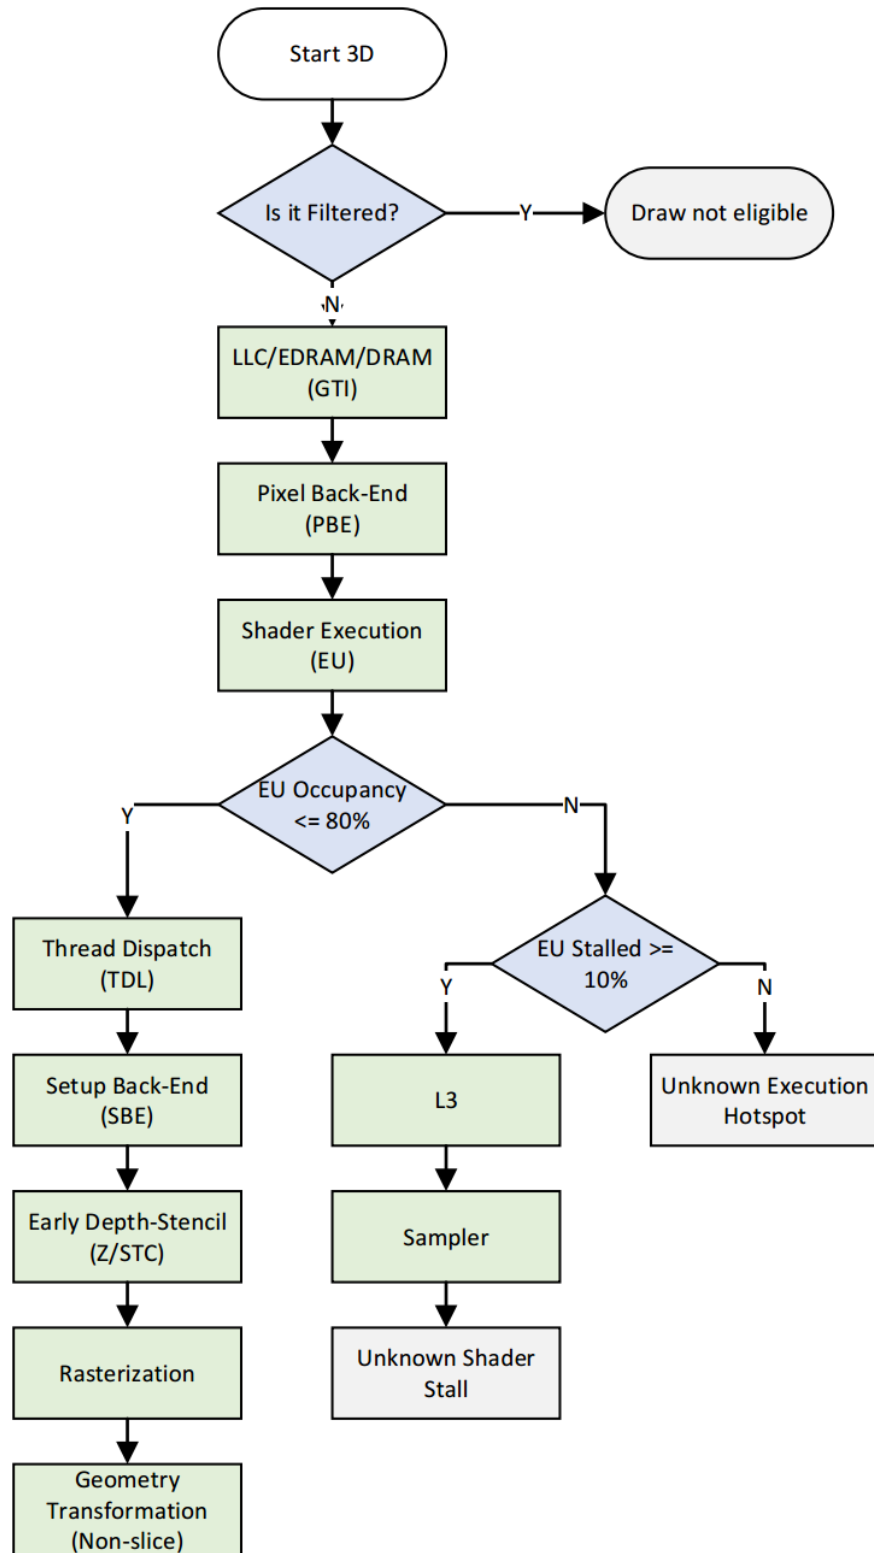 Start 3D
Is it Filtered?
Y
Draw not eligible
N
LLC/EDRAM/DRAM
(GTI)
Pixel Back-End
(PBE)
Shader Execution
(EU)
EU Occupancy
<= 80%
Y
N
Thread Dispatch
(TDL)
EU Stalled >=
10%
Y
N
Setup Back-End
(SBE)
L3
Unknown Execution
Hotspot
Early Depth-Stencil
(Z/STC)
Sampler
Rasterization
Unknown Shader
Stall
Geometry
Transformation
(Non-slice)